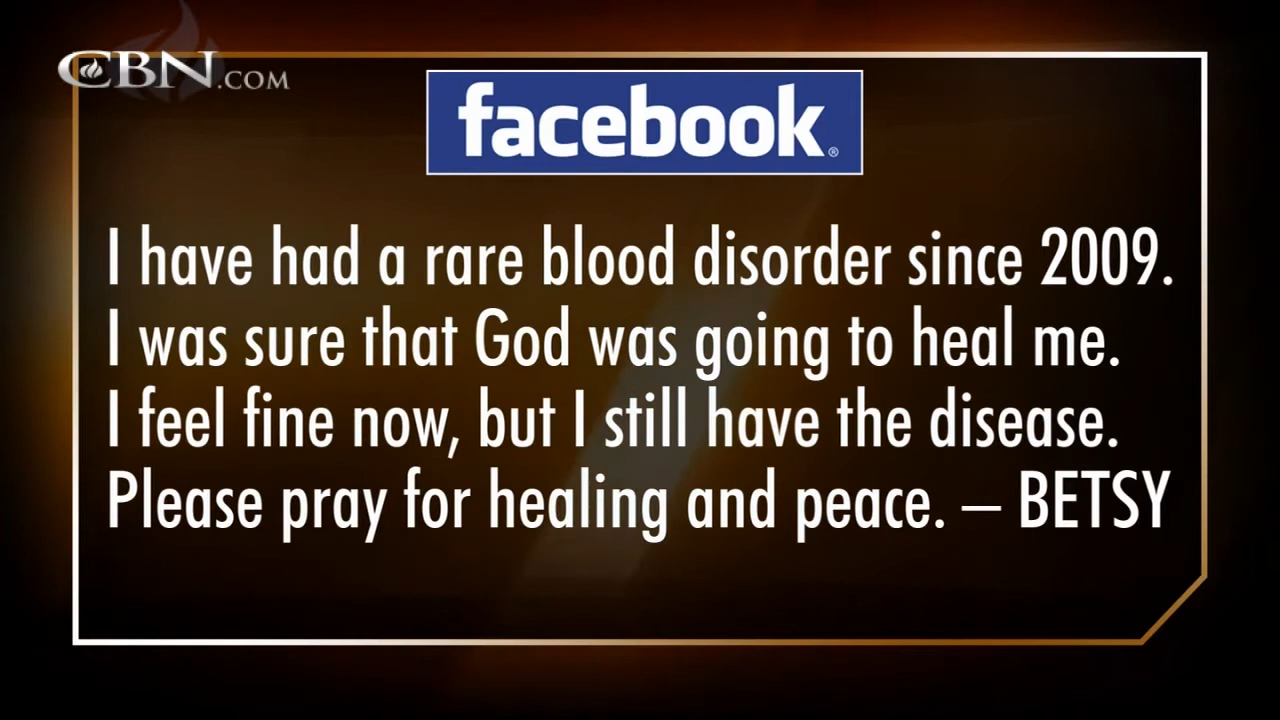 CBN.COM
facebook®
I have had a rare blood disorder since 2009.
I was sure that God was going to heal me.
I feel fine now, but I still have the disease.
Please pray for healing and peace. – BETSY